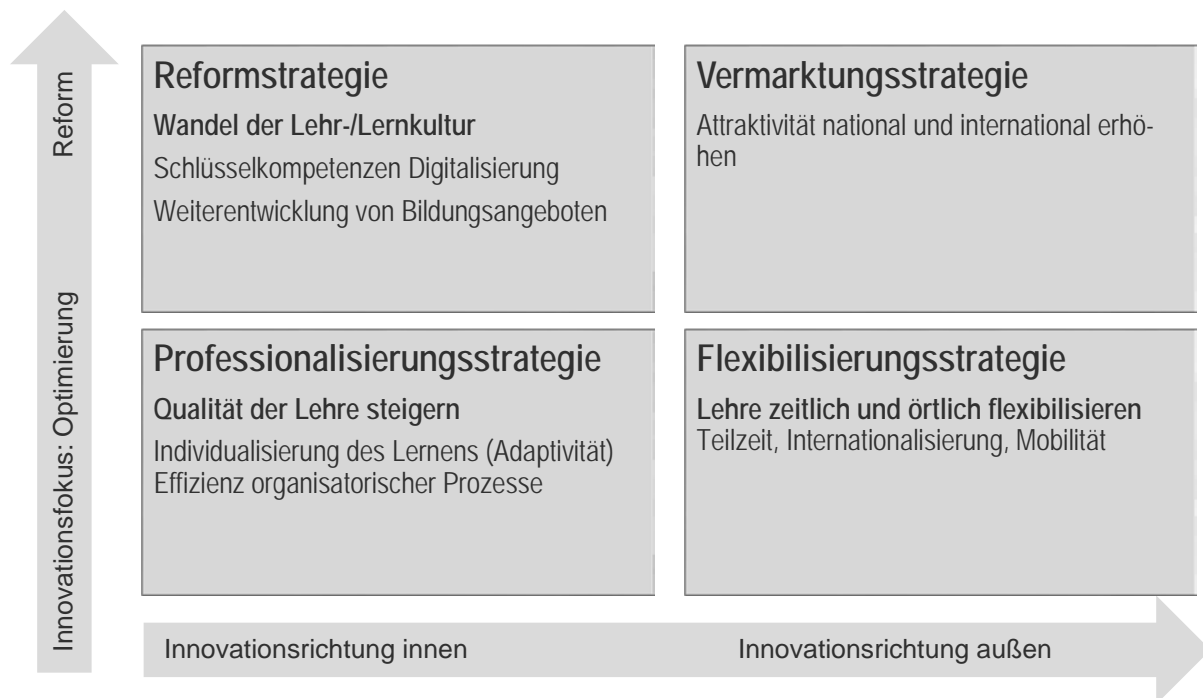 Reform
Innovationsfokus: Optimierung
Reformstrategie
Wandel der Lehr-/Lernkultur
Schlüsselkompetenzen Digitalisierung
Weiterentwicklung von Bildungsangeboten
Vermarktungsstrategie
Attraktivität national und international erhö-
hen
Professionalisierungsstrategie
Qualität der Lehre steigern
Individualisierung des Lernens (Adaptivität)
Effizienz organisatorischer Prozesse
Flexibilisierungsstrategie
Lehre zeitlich und örtlich flexibilisieren
Teilzeit, Internationalisierung, Mobilität
Innovationsrichtung innen
Innovationsrichtung außen